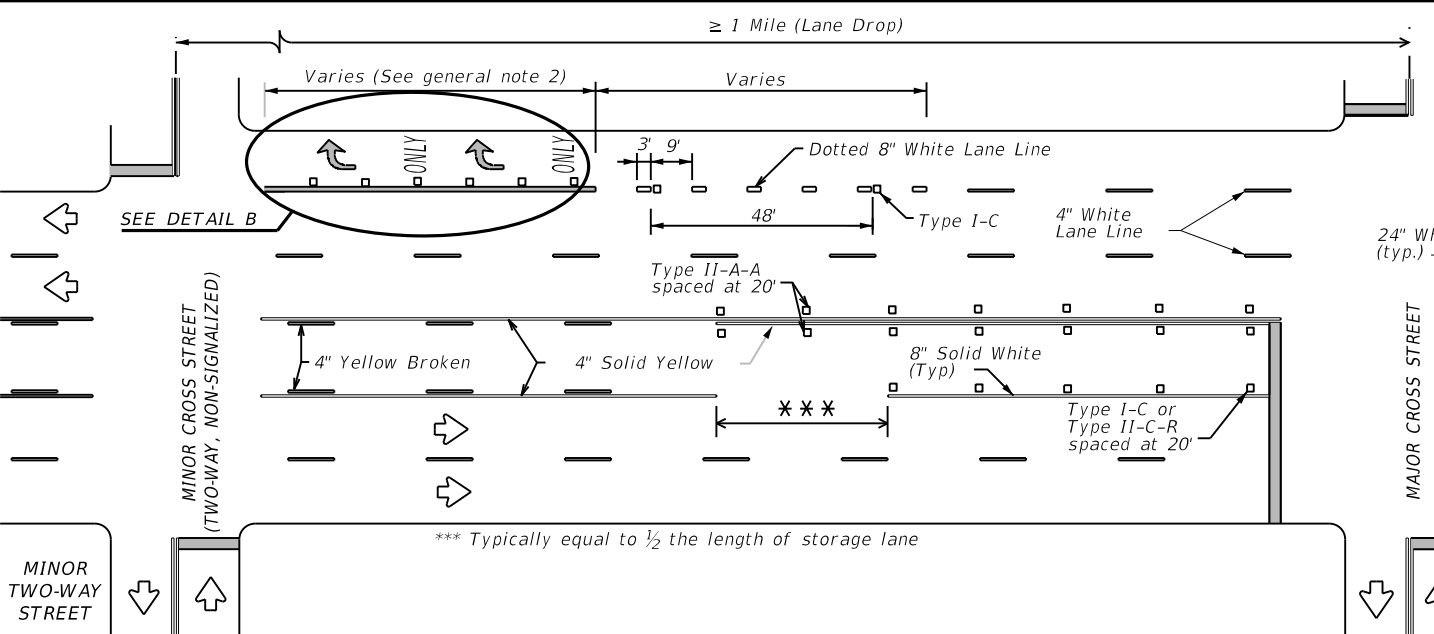 ≥ 1 Mile (Lane Drop)
Varies (See general note 2)
Varies
ONLY
ONLY
3'
9'
Dotted 8" White Lane Line
SEE DETAIL B
48'
Type I-C
4" White
Lane Line
(typ.)
Type II-A-A
spaced at 20'
4" Yellow Broken
4" Solid Yellow
8" Solid White
(Typ)
***
Type I-C or
Type II-C-R
spaced at 20'
MINOR CROSS STREET
(TWO-WAY, NON-SIGNALIZED)
MAJOR CROSS STREET
*** Typically equal to ½ the length of storage lane
MINOR
TWO-WAY
STREET